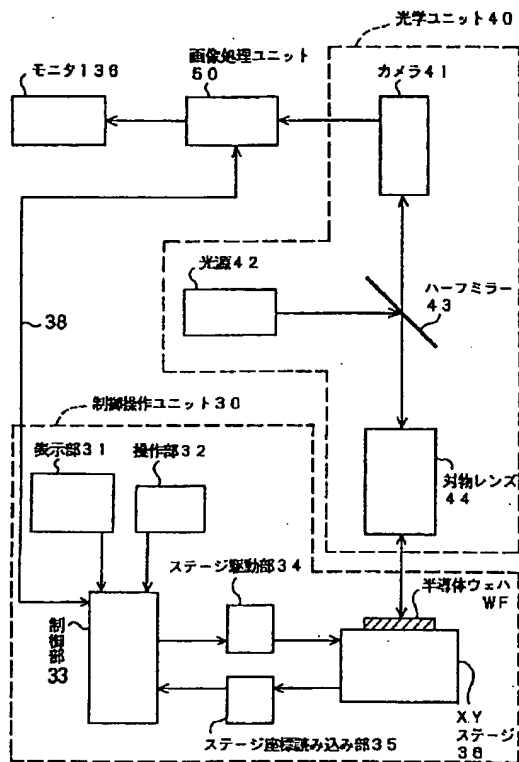 光学ユニット40
画像処理ユニット
50
モニタ136
カメラ41
光源42
ハーフミラー
43
38
制御操作ユニット30
表示部31
操作部32
対物レンズ
44
ステージ駆動部34
半導体ウェハ
WF
制御部
33
ステージ座標読み込み部35
X.Y
ステージ36